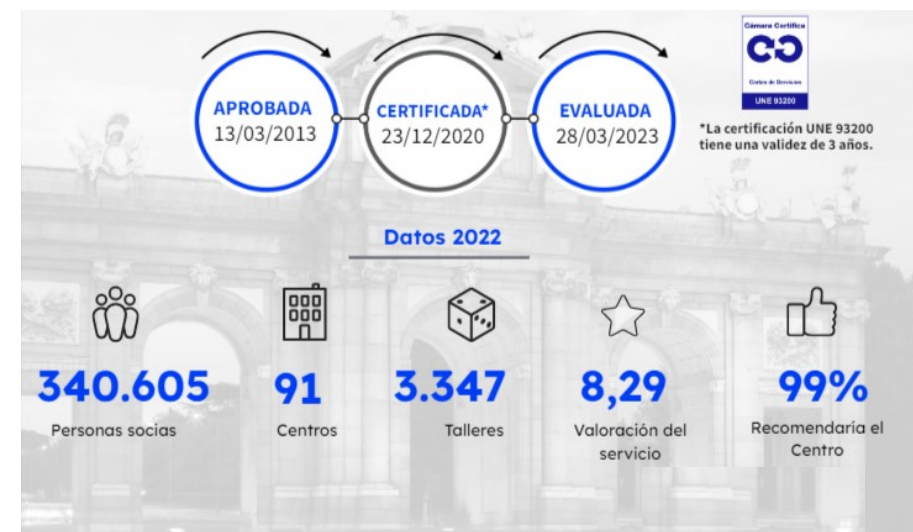 APROBADA
13/03/2013
CERTIFICADA*
23/12/2020
EVALUADA
28/03/2023
Cámara Certifica
Cartas de Servicios
UNE 93200
*La certificación UNE 93200
tiene una validez de 3 años.
Datos 2022
340.605
Personas socias
91
Centros
3.347
Talleres
8,29
Valoración del
servicio
99%
Recomendaría el
Centro